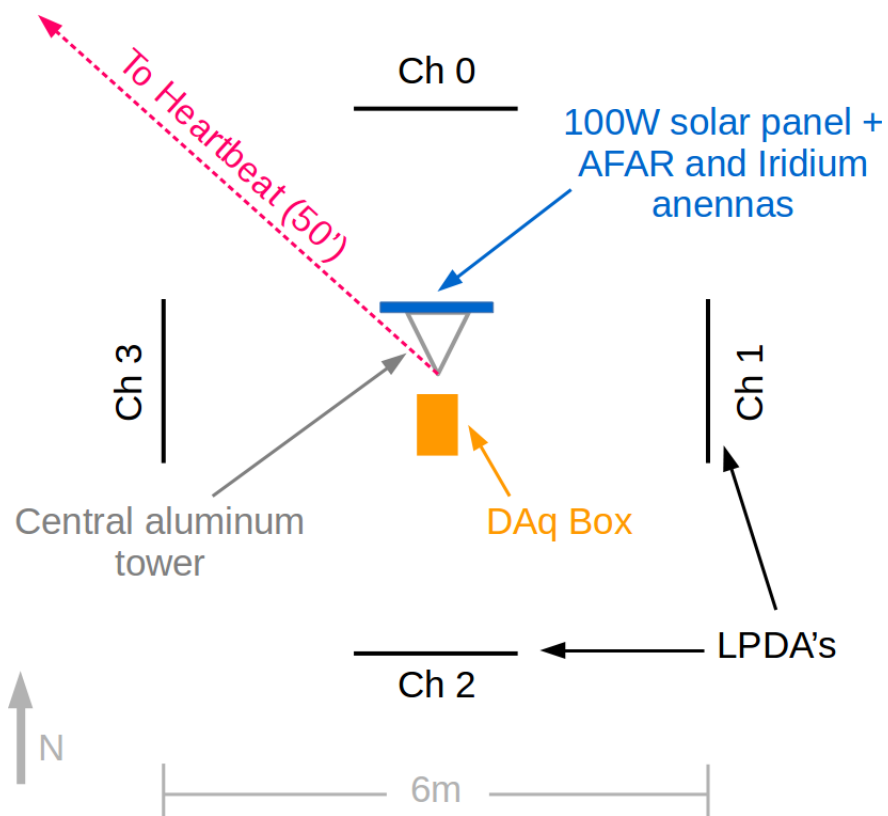 To Heartbeat (50')
Ch 0
100W solar panel +
AFAR and Iridium
anennas
Ch 3
Ch 1
Central aluminum
tower
DAq Box
LPDA's
Ch 2
N
6m